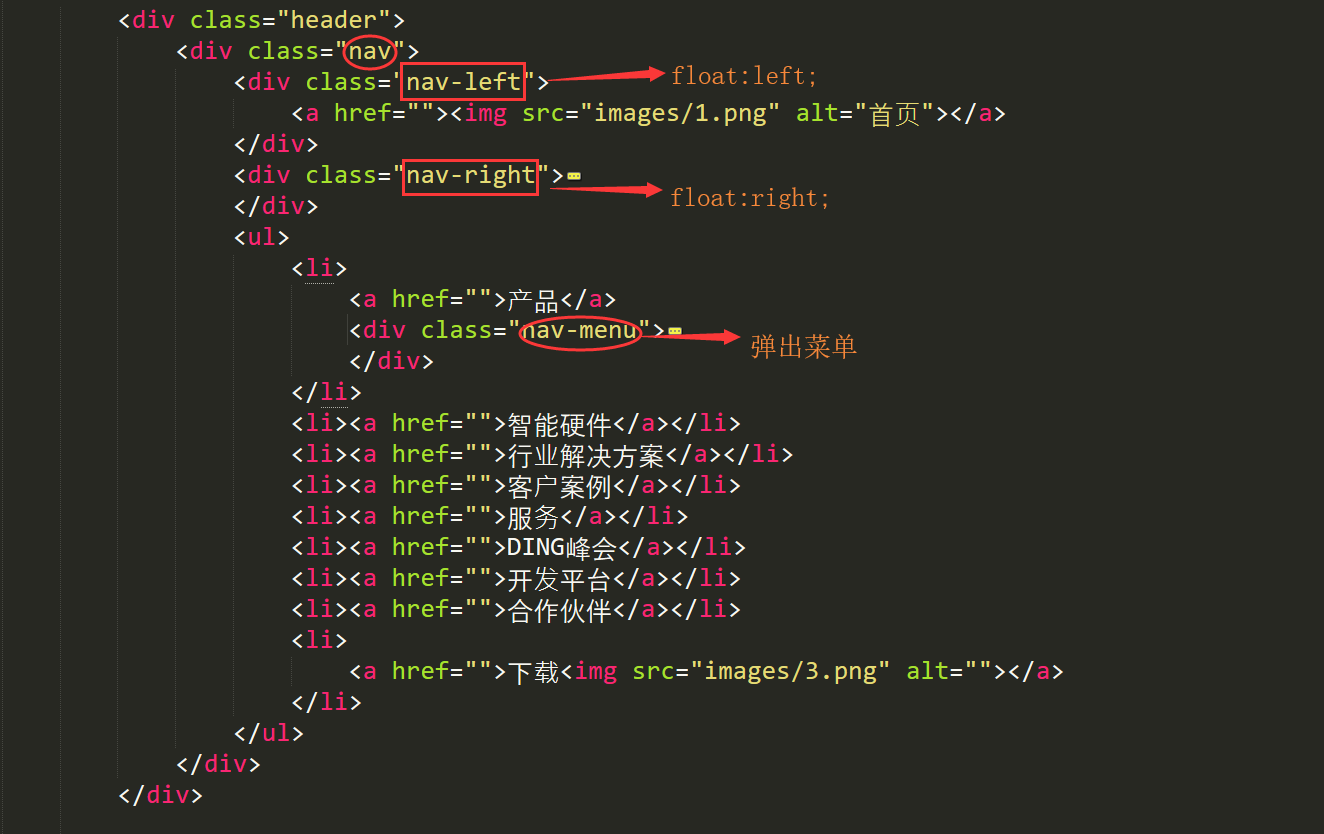 <div class="header">
<div class="nav">
<div class="nav-left"> float:left;
<a href=""><img src="images/1.png" alt="首页"></a>
</div>
<div class="nav-right"> float:right;
</div>
<ul>
<li>
<a href="">产品</a>
<div class="nav-menu"> 弹出菜单
</div>
</li>
<li><a href="">智能硬件</a></li>
<li><a href="">行业解决方案</a></li>
<li><a href="">客户案例</a></li>
<li><a href="">服务</a></li>
<li><a href="">DING峰会</a></li>
<li><a href="">开发平台</a></li>
<li><a href="">合作伙伴</a></li>
<li>
<a href="">下载<img src="images/3.png" alt=""></a>
</li>
</ul>
</div>
</div>